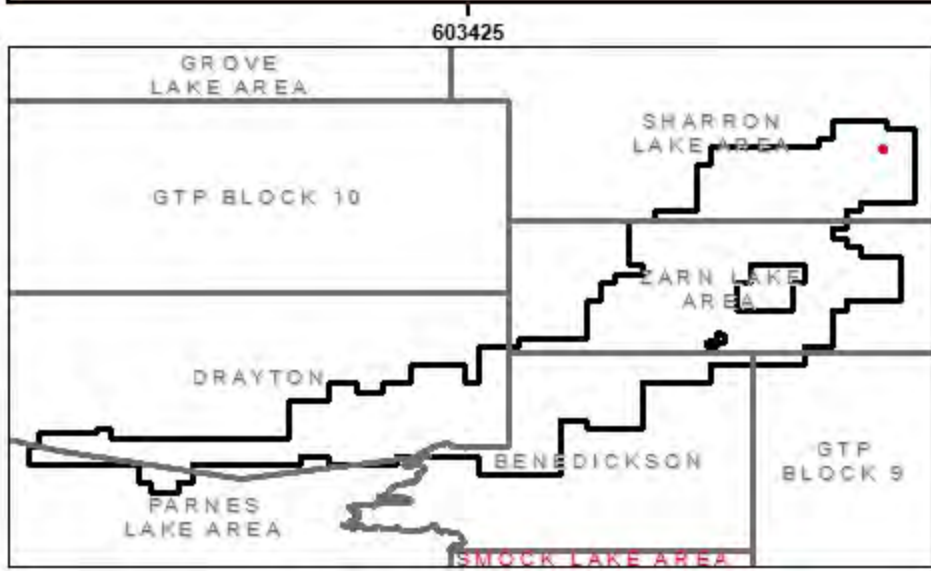 603425
GROVE
LAKE AREA
SHARRON
LAKE AREA
GTP BLOCK 10
ZARN LAKE
AREA
DRAYTON
BENEDICKSON
GTP
BLOCK 9
PARNES
LAKE AREA
SMOCK LAKE AREA